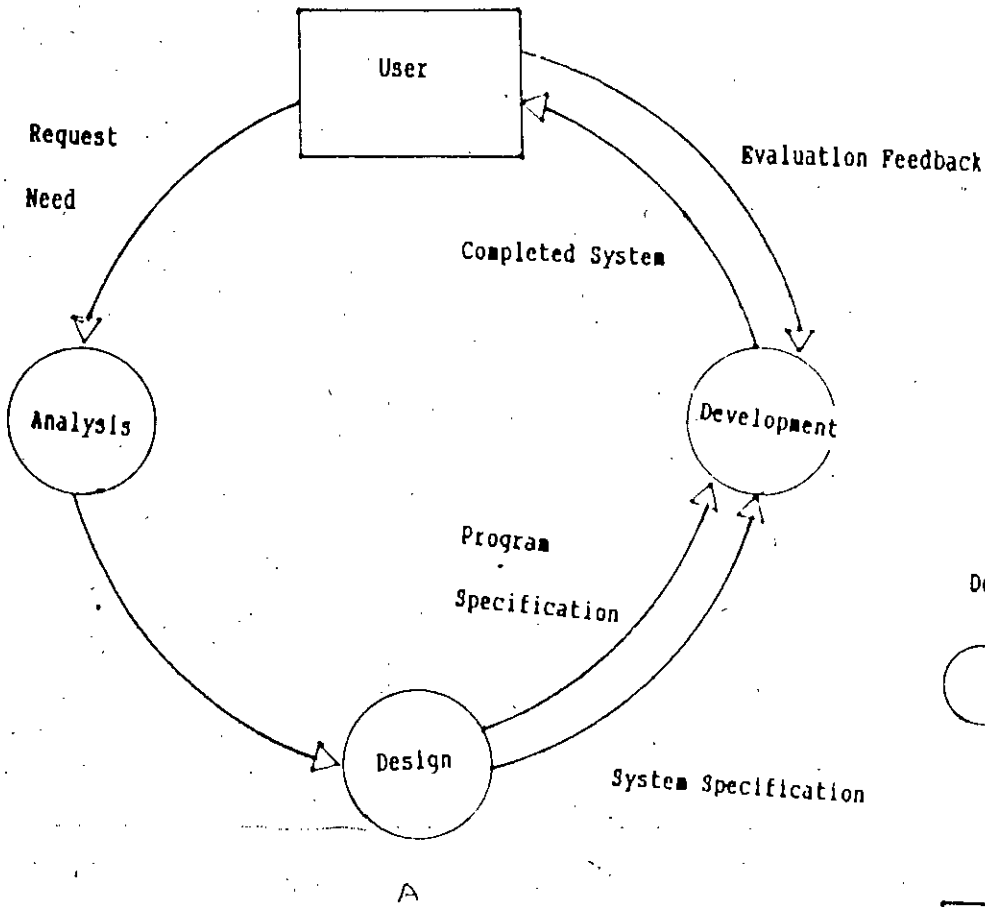 User
Request
Need
Evaluation Feedback
Completed System
Analysis
Development
Program
Specification
Design
System Specification
A